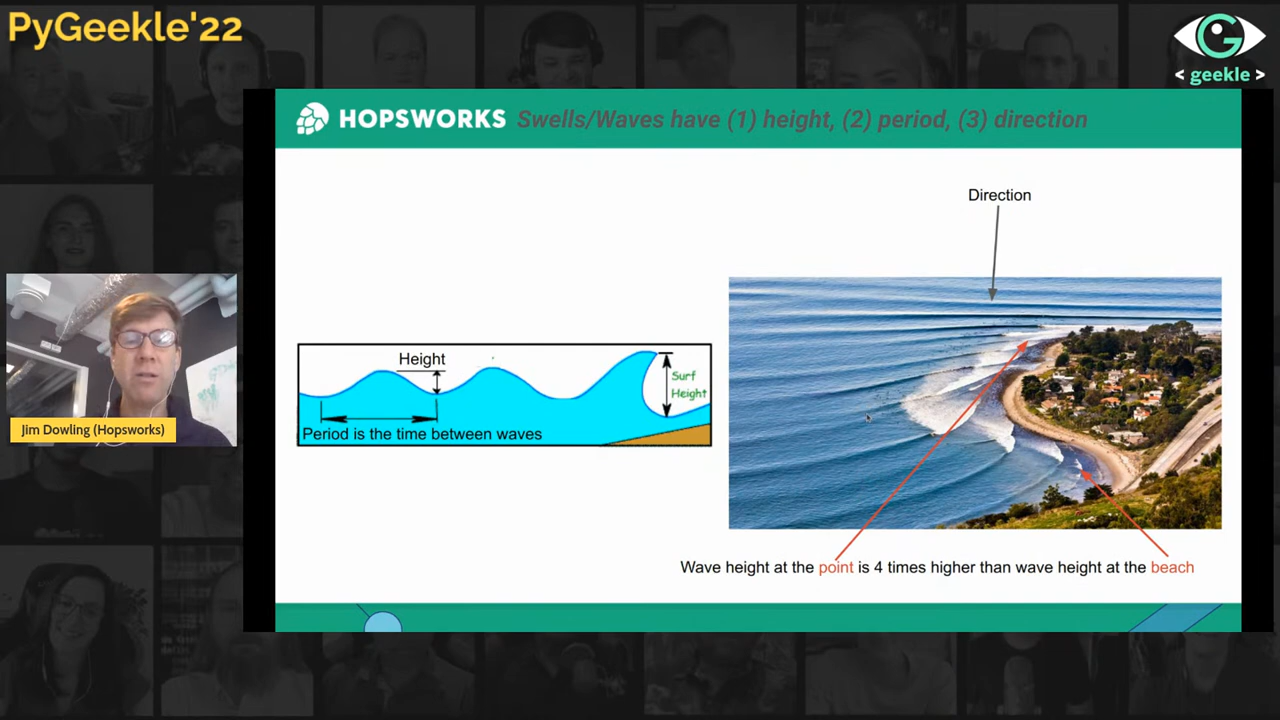 PyGeekle'22
< geekle >
HOPSWORKS
Swells/Waves have (1) height, (2) period, (3) direction
Direction
Height
Surf
Height
Period is the time between waves
Jim Dowling (Hopsworks)
Wave height at the point is 4 times higher than wave height at the beach